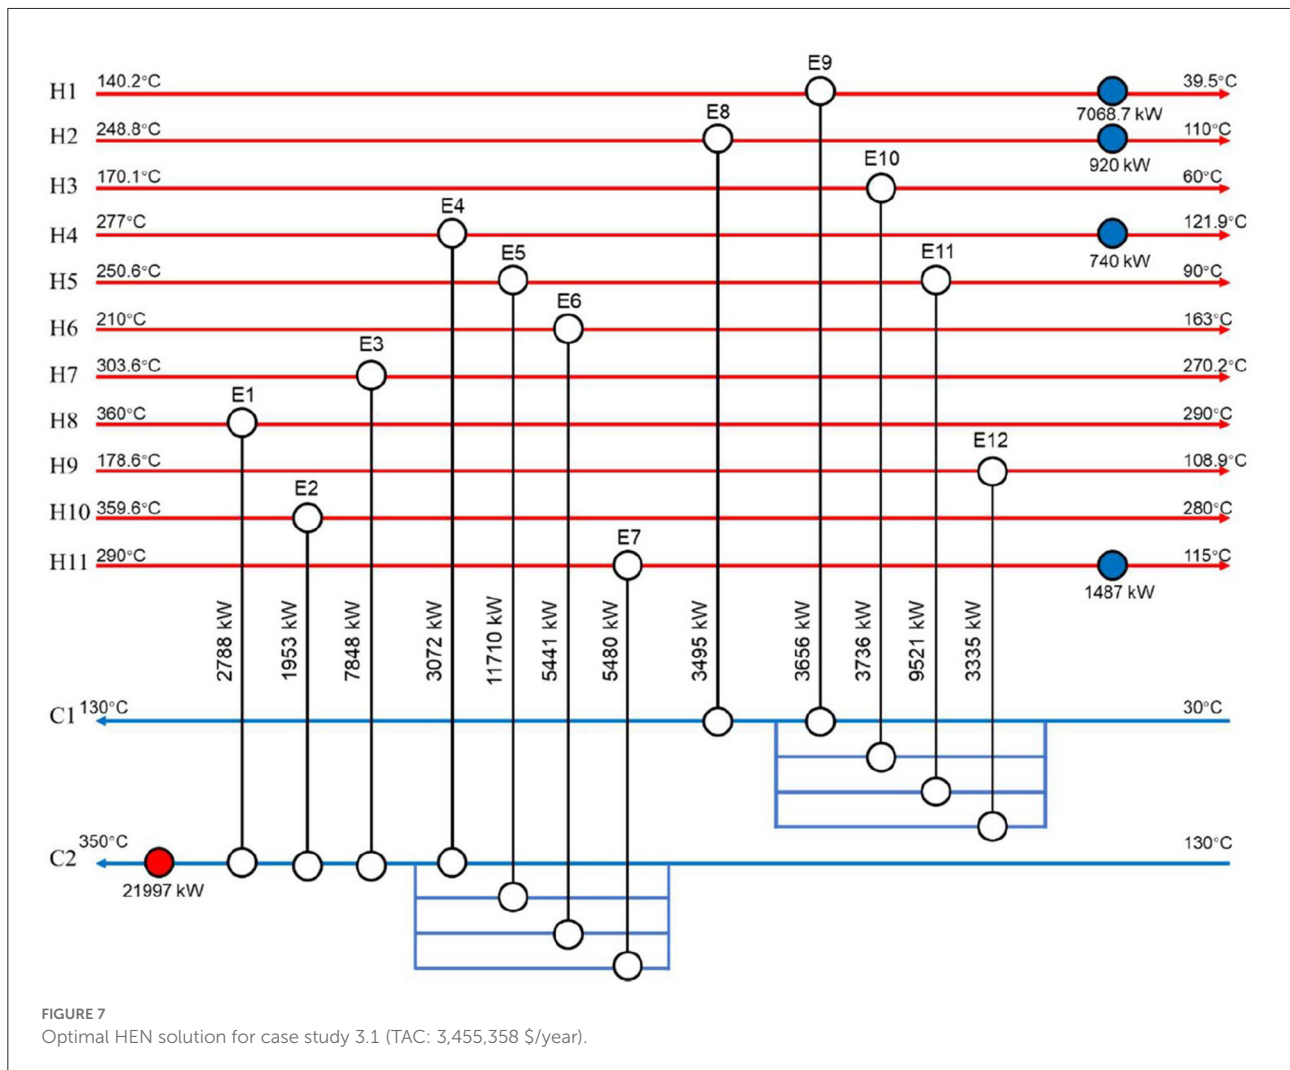 E9
H1 140.2°C 39.5°C
7068.7 kW
E8
H2 248.8°C 110°C
920 kW
E10
H3 170.1°C 60°C
E4
H4 277°C 121.9°C
740 kW
E5 E11
H5 250.6°C 90°C
E6
H6 210°C 163°C
E3
H7 303.6°C 270.2°C
E1
H8 360°C 290°C
E12
H9 178.6°C 108.9°C
E2
H10 359.6°C 280°C
E7
H11 290°C 115°C
1487 kW
2788 kW
1953 kW
7848 kW
3072 kW
11710 kW
5441 kW
5480 kW
3495 kW
3656 kW
3736 kW
9521 kW
3335 kW
C1 130°C 30°C
C2 350°C 130°C
21997 kW
FIGURE 7
Optimal HEN solution for case study 3.1 (TAC: 3,455,358 $/year).